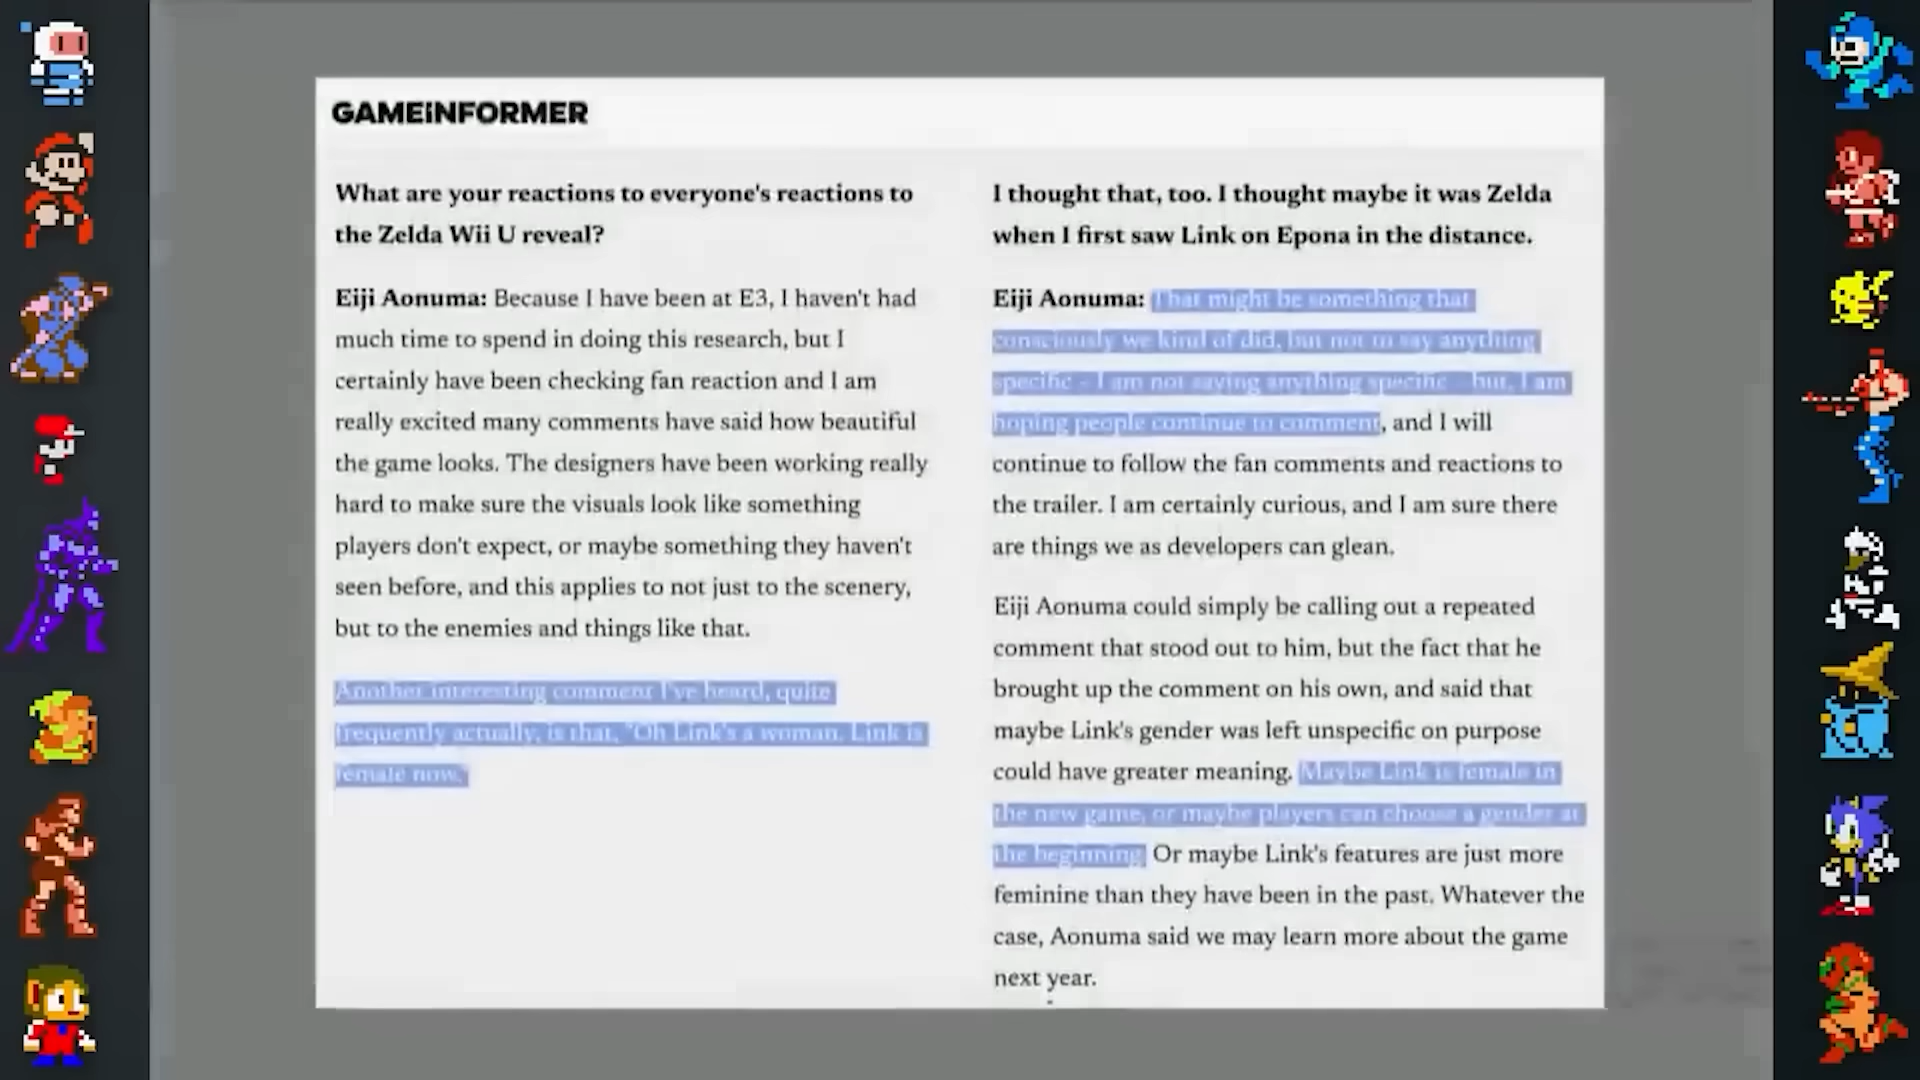 GAMEiNFORMER
What are your reactions to everyone's reactions to
the Zelda Wii U reveal?
Eiji Aonuma: Because I have been at E3, I haven't had
much time to spend in doing this research, but I
certainly have been checking fan reaction and I am
really excited many comments have said how beautiful
the game looks. The designers have been working really
hard to make sure the visuals look like something
players don't expect, or maybe something they haven't
seen before, and this applies to not just to the scenery,
but to the enemies and things like that.
Another interesting comment I've heard, quite
frequently actually, is that, "Oh Link's a woman. Link is
female now."
I thought that, too. I thought maybe it was Zelda
when I first saw Link on Epona in the distance.
Eiji Aonuma: That might be something that
consciously we kind of did, but not to say anything
specific - I am not saying anything specific - but, I am
hoping people continue to comment, and I will
continue to follow the fan comments and reactions to
the trailer. I am certainly curious, and I am sure there
are things we as developers can glean.
Eiji Aonuma could simply be calling out a repeated
comment that stood out to him, but the fact that he
brought up the comment on his own, and said that
maybe Link's gender was left unspecific on purpose
could have greater meaning. Maybe Link is female in
the new game, or maybe players can choose a gender at
the beginning. Or maybe Link's features are just more
feminine than they have been in the past. Whatever the
case, Aonuma said we may learn more about the game
next year.